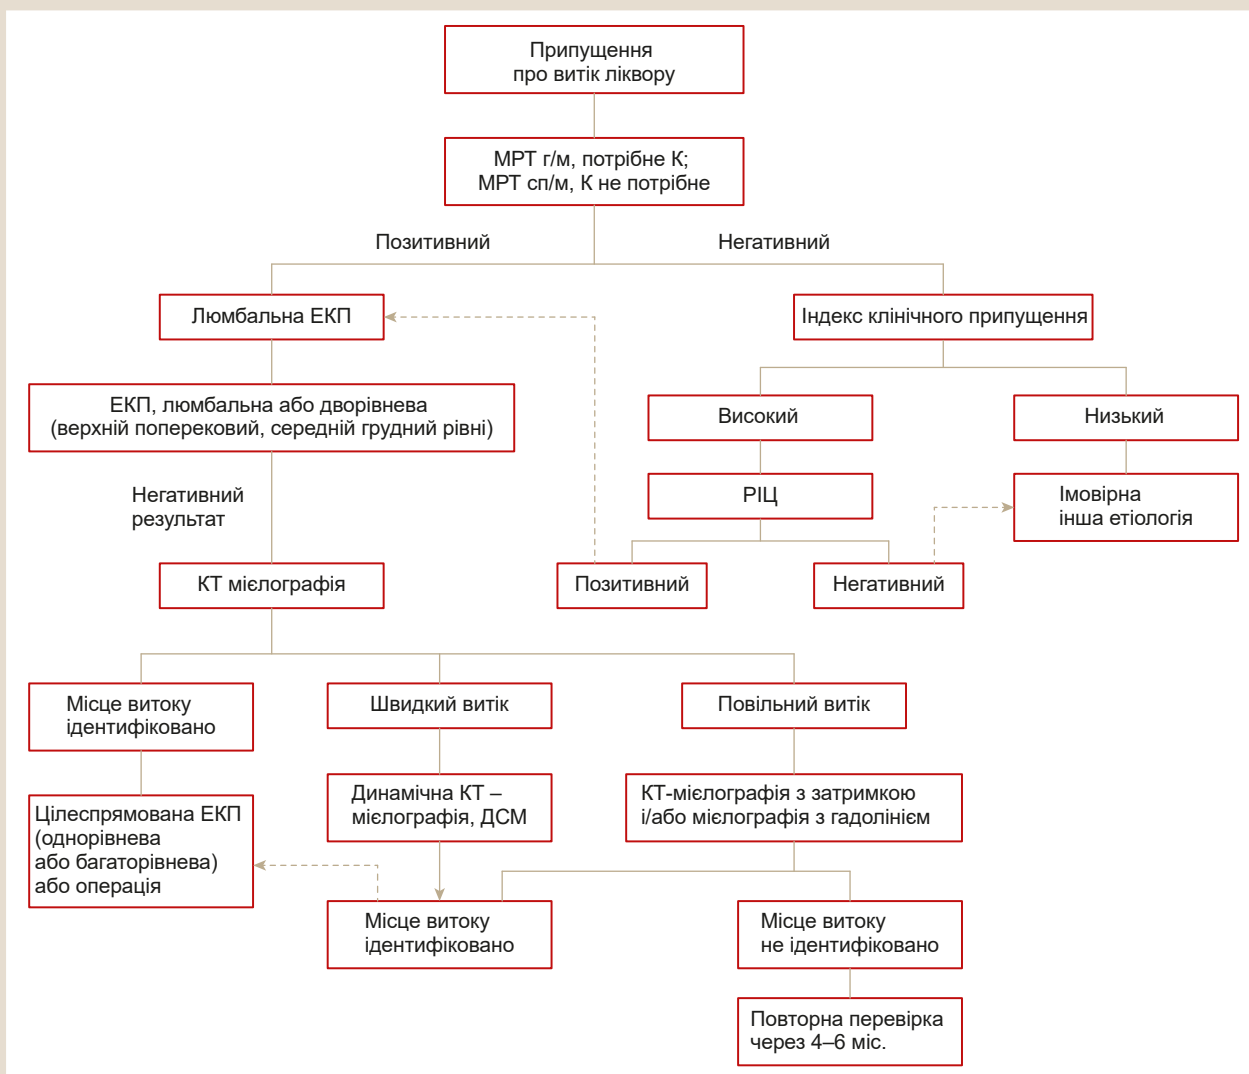 Припущення
про витік ліквору
МРТ г/м, потрібне К;
МРТ сп/м, К не потрібне
Позитивний
Негативний
Люмбальна ЕКП
Індекс клінічного припущення
ЕКП, люмбальна або дворівнева
(верхній поперековий, середній грудний рівні)
Високий
Низький
Негативний
результат
РІЦ
Імовірна
інша етіологія
КТ мієлографія
Позитивний
Негативний
Місце витоку
ідентифіковано
Швидкий витік
Повільний витік
Цілеспрямована ЕКП
(однорівнева
або багаторівнева)
або операція
Динамічна КТ –
мієлографія, ДСМ
КТ-мієлографія з затримкою
і/або мієлографія з гадолінієм
Місце витоку
ідентифіковано
Місце витоку
не ідентифіковано
Повторна перевірка
через 4–6 міс.